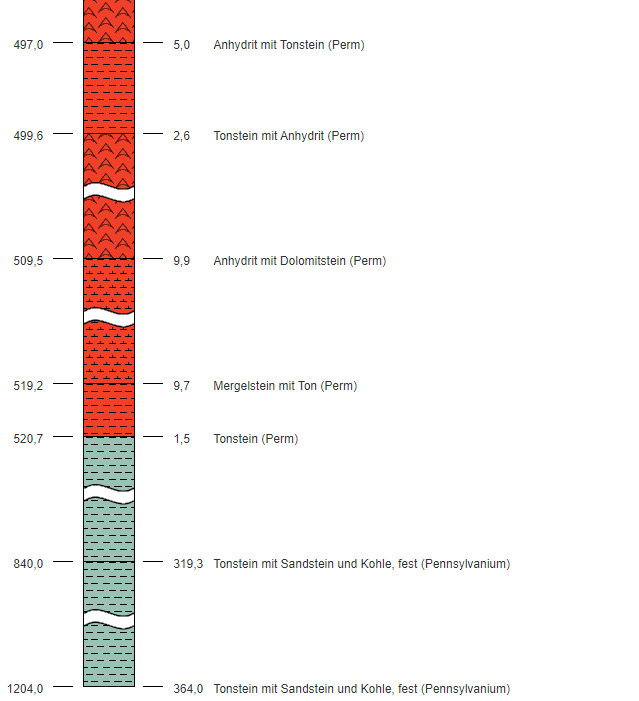 497,0 5,0 Anhydrit mit Tonstein (Perm)
499,6 2,6 Tonstein mit Anhydrit (Perm)
509,5 9,9 Anhydrit mit Dolomitstein (Perm)
519,2 9,7 Mergelstein mit Ton (Perm)
520,7 1,5 Tonstein (Perm)
840,0 319,3 Tonstein mit Sandstein und Kohle, fest (Pennsylvanium)
1204,0 364,0 Tonstein mit Sandstein und Kohle, fest (Pennsylvanium)